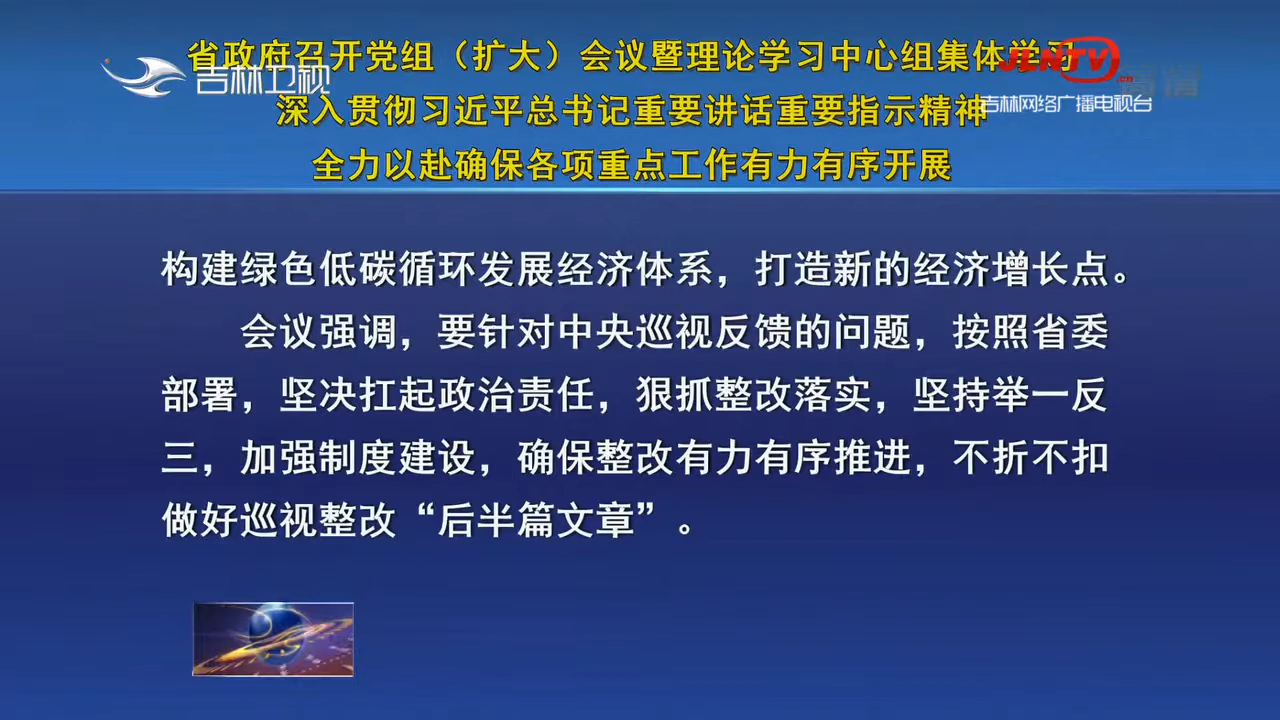 省政府召开党组（扩大）会议暨理论学习中心组集体学习
吉林卫视
JLNTV.cn
深入贯彻习近平总书记重要讲话重要指示精神
吉林网络广播电视台
全力以赴确保各项重点工作有力有序开展
构建绿色低碳循环发展经济体系，打造新的经济增长点。
会议强调，要针对中央巡视反馈的问题，按照省委
部署，坚决扛起政治责任，狠抓整改落实，坚持举一反
三，加强制度建设，确保整改有力有序推进，不折不扣
做好巡视整改“后半篇文章”。